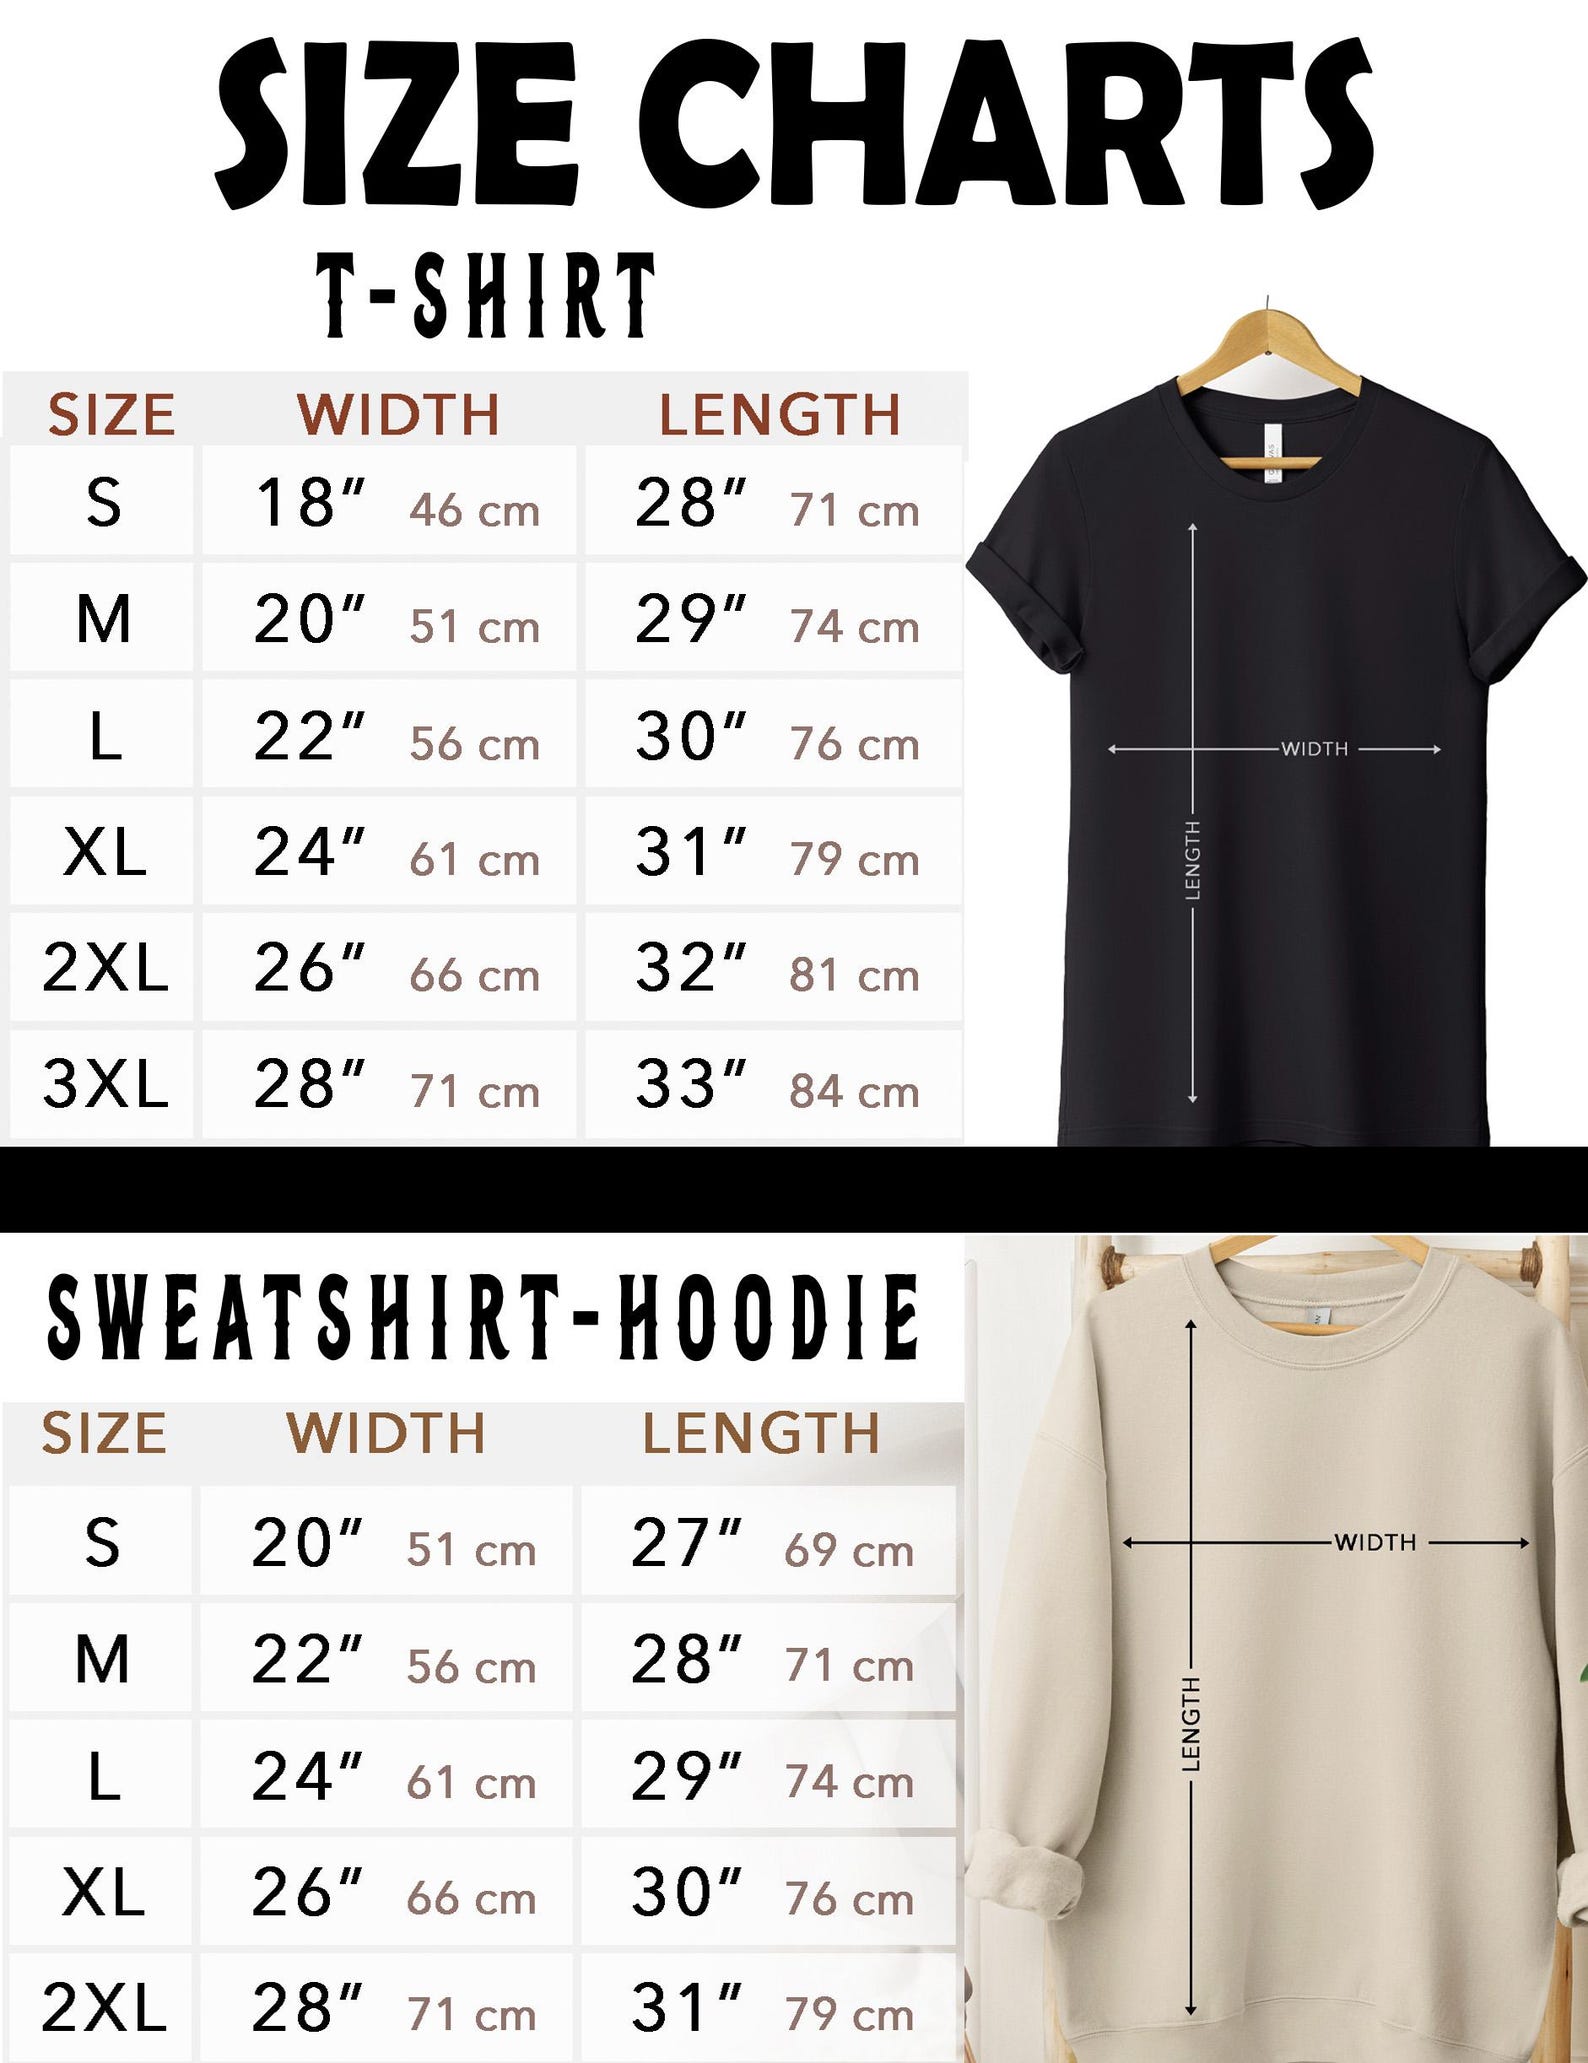 SIZE CHARTS
T-SHIRT
SIZE WIDTH LENGTH
S 18" 46 cm 28" 71 cm
M 20" 51 cm 29" 74 cm
L 22" 56 cm 30" 76 cm
XL 24" 61 cm 31" 79 cm
2XL 26" 66 cm 32" 81 cm
3XL 28" 71 cm 33" 84 cm
WIDTH
LENGTH
SWEATSHIRT-HOODIE
SIZE WIDTH LENGTH
S 20" 51 cm 27" 69 cm
M 22" 56 cm 28" 71 cm
L 24" 61 cm 29" 74 cm
XL 26" 66 cm 30" 76 cm
2XL 28" 71 cm 31" 79 cm
WIDTH
LENGTH